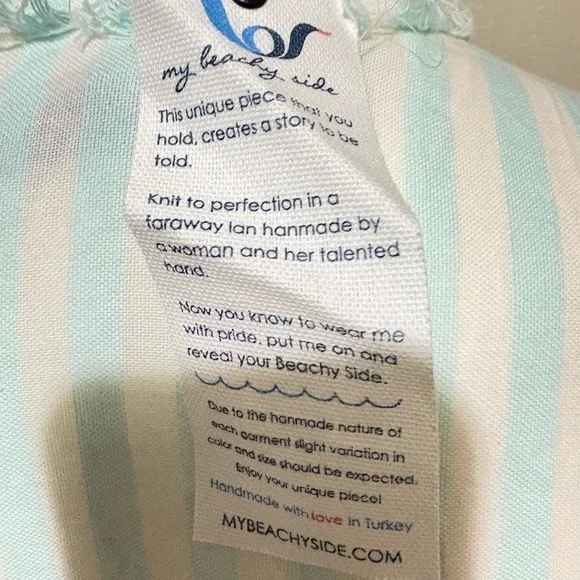 my beachy side
This unique piece that you
hold, creates a story to be
told.
Knit to perfection in a
faraway lan hanmade by
a woman and her talented
hand.
Now you know to wear me
with pride, put me on and
reveal your Beachy Side.
Due to the hanmade nature of
each garment slight variation in
color and size should be expected.
Enjoy your unique piece!
Handmade with love in Turkey
MYBEACHYSIDE.COM